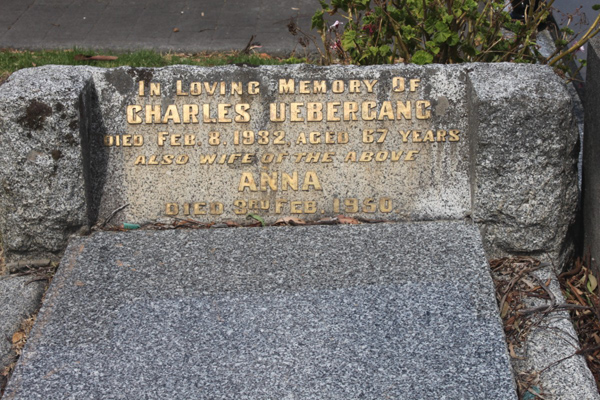 In Loving Memory Of
CHARLES UEBERGANG
DIED FEB 8, 1932, AGED 67 YEARS
ALSO WIFE OF THE ABOVE
ANNA
DIED 9RD FEB. 1950